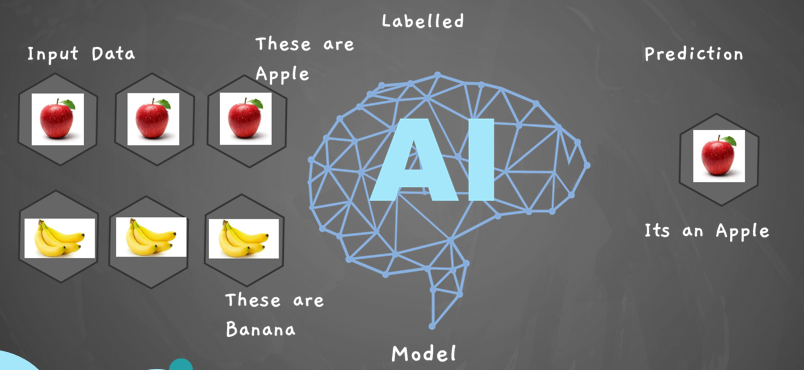 Labelled
Input Data
These are
Apple
Prediction
AI
Its an Apple
These are
Banana
Model